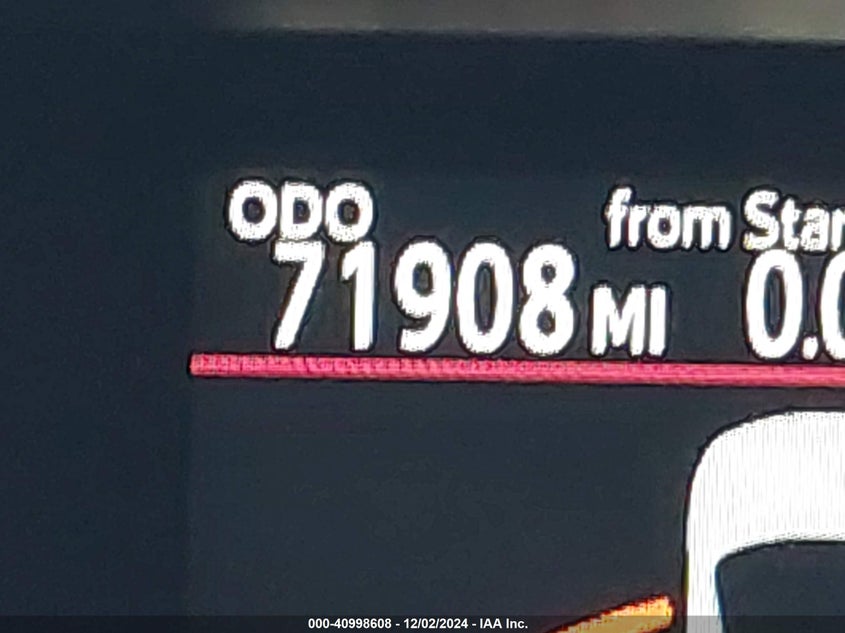 ODO
71908 MI
from Star
0.0
000-40998608 - 12/02/2024 - IAA Inc.